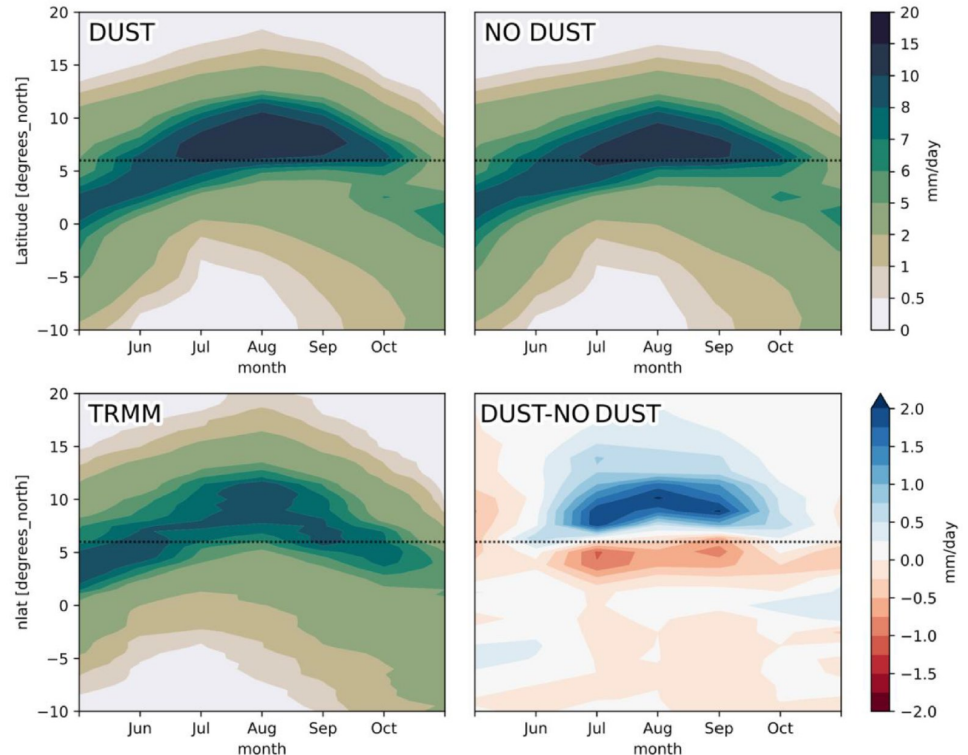 DUST
Latitude [degrees_north]
20
15
10
5
0
−5
−10
Jun Jul Aug Sep Oct
month
NO DUST
Jun Jul Aug Sep Oct
month
20
15
10
8
7
6
5
2
1
0.5
0
mm/day
TRMM
nlat [degrees_north]
20
15
10
5
0
−5
−10
Jun Jul Aug Sep Oct
month
DUST-NO DUST
Jun Jul Aug Sep Oct
month
2.0
1.5
1.0
0.5
0.0
−0.5
−1.0
−1.5
−2.0
mm/day